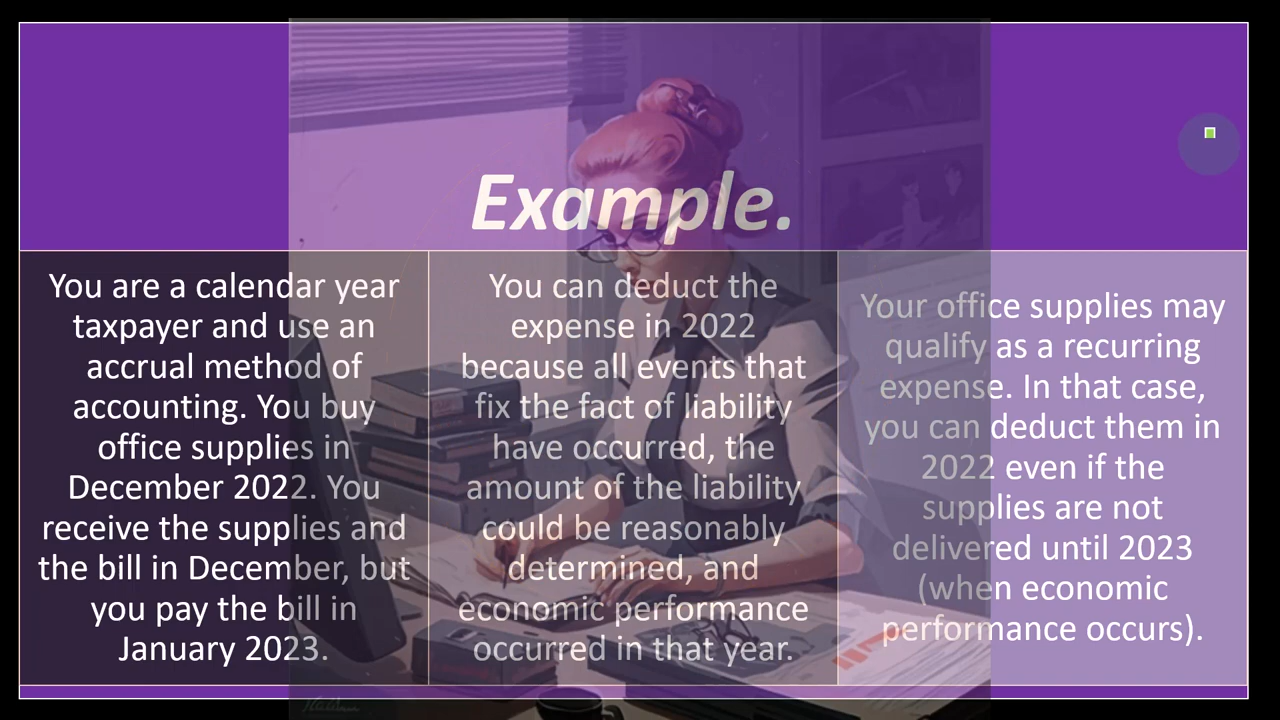 Example.
You are a calendar year
taxpayer and use an
accrual method of
accounting. You buy
office supplies in
December 2022. You
receive the supplies and
the bill in December, but
you pay the bill in
January 2023.
You can deduct the
expense in 2022
because all events that
fix the fact of liability
have occurred, the
amount of the liability
could be reasonably
determined, and
economic performance
occurred in that year.
Your office supplies may
qualify as a recurring
expense. In that case,
you can deduct them in
2022 even if the
supplies are not
delivered until 2023
(when economic
performance occurs).